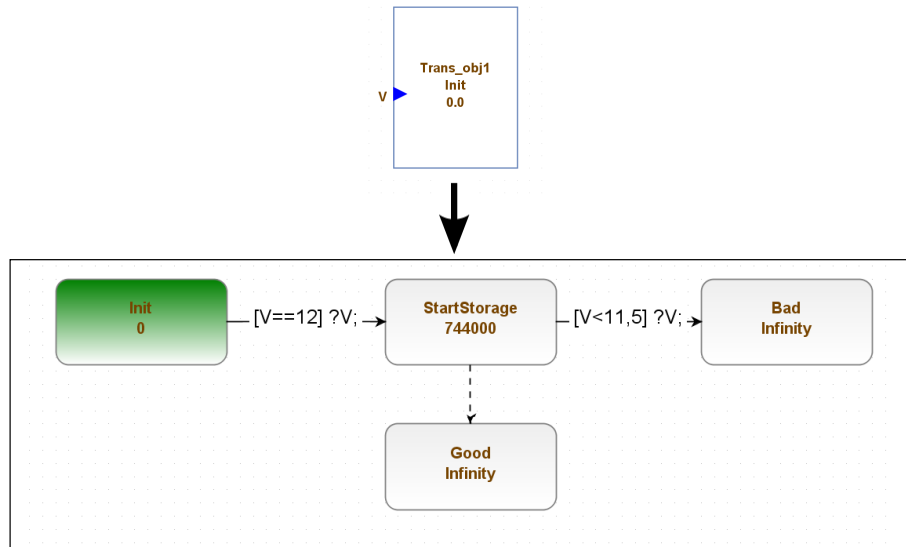 Trans_obj1
Init
0.0
V
Init
0
[V==12] ?V;
StartStorage
744000
[V<11,5] ?V;
Bad
Infinity
Good
Infinity